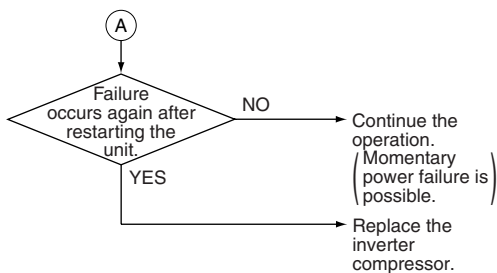 A
Failure
occurs again after
restarting the
unit.
NO
Continue the
operation.
(Momentary
power failure is
possible.)
YES
Replace the
inverter
compressor.